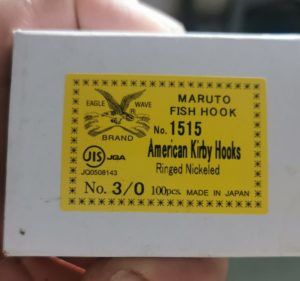 MARUTO
FISH HOOK
EAGLE WAVE
BRAND
No. 1515
American Kirby Hooks
Ringed Nickeled
JIS JQA
JQ0508143
No. 3/0 100pcs. MADE IN JAPAN